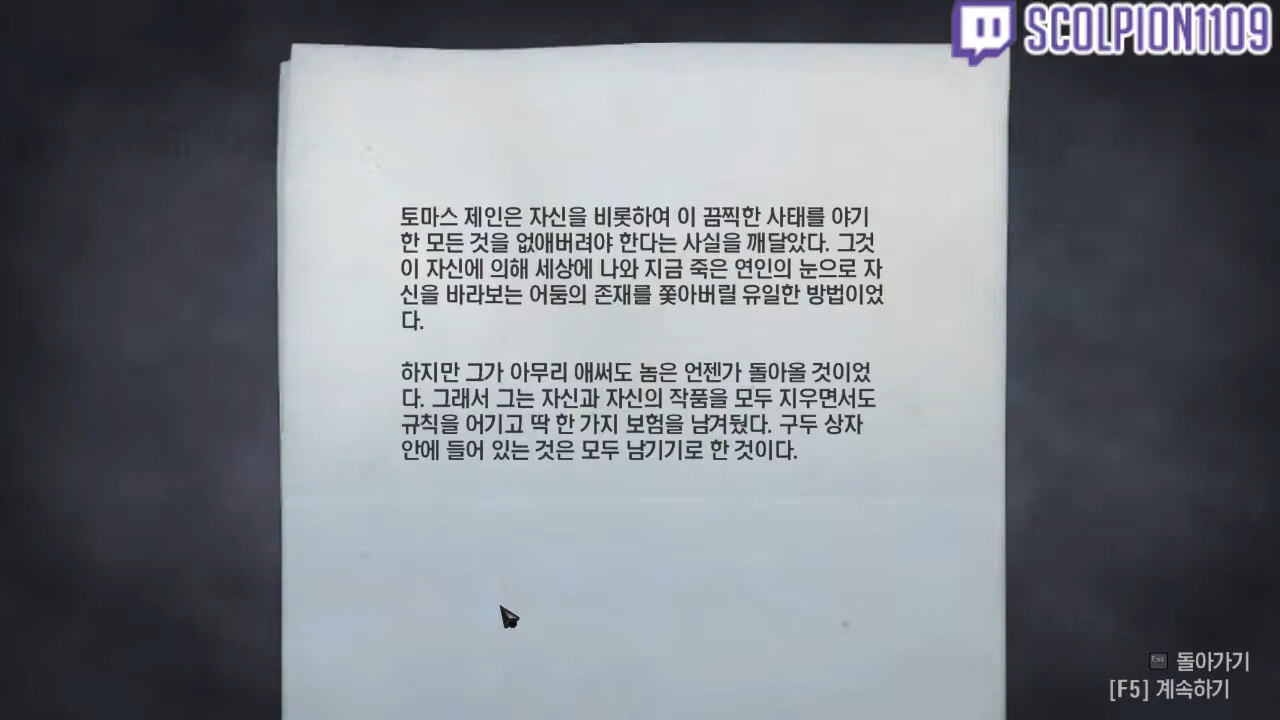 SCOLPION1109
토마스 제인은 자신을 비롯하여 이 끔찍한 사태를 야기
한 모든 것을 없애버려야 한다는 사실을 깨달았다. 그것
이 자신에 의해 세상에 나와 지금 죽은 연인의 눈으로 자
신을 바라보는 어둠의 존재를 쫓아버릴 유일한 방법이었
다.
하지만 그가 아무리 애써도 놈은 언젠가 돌아올 것이었
다. 그래서 그는 자신과 자신의 작품을 모두 지우면서도
규칙을 어기고 딱 한 가지 보험을 남겨뒀다. 구두 상자
안에 들어 있는 것은 모두 남기기로 한 것이다.
Esc 돌아가기
[F5] 계속하기